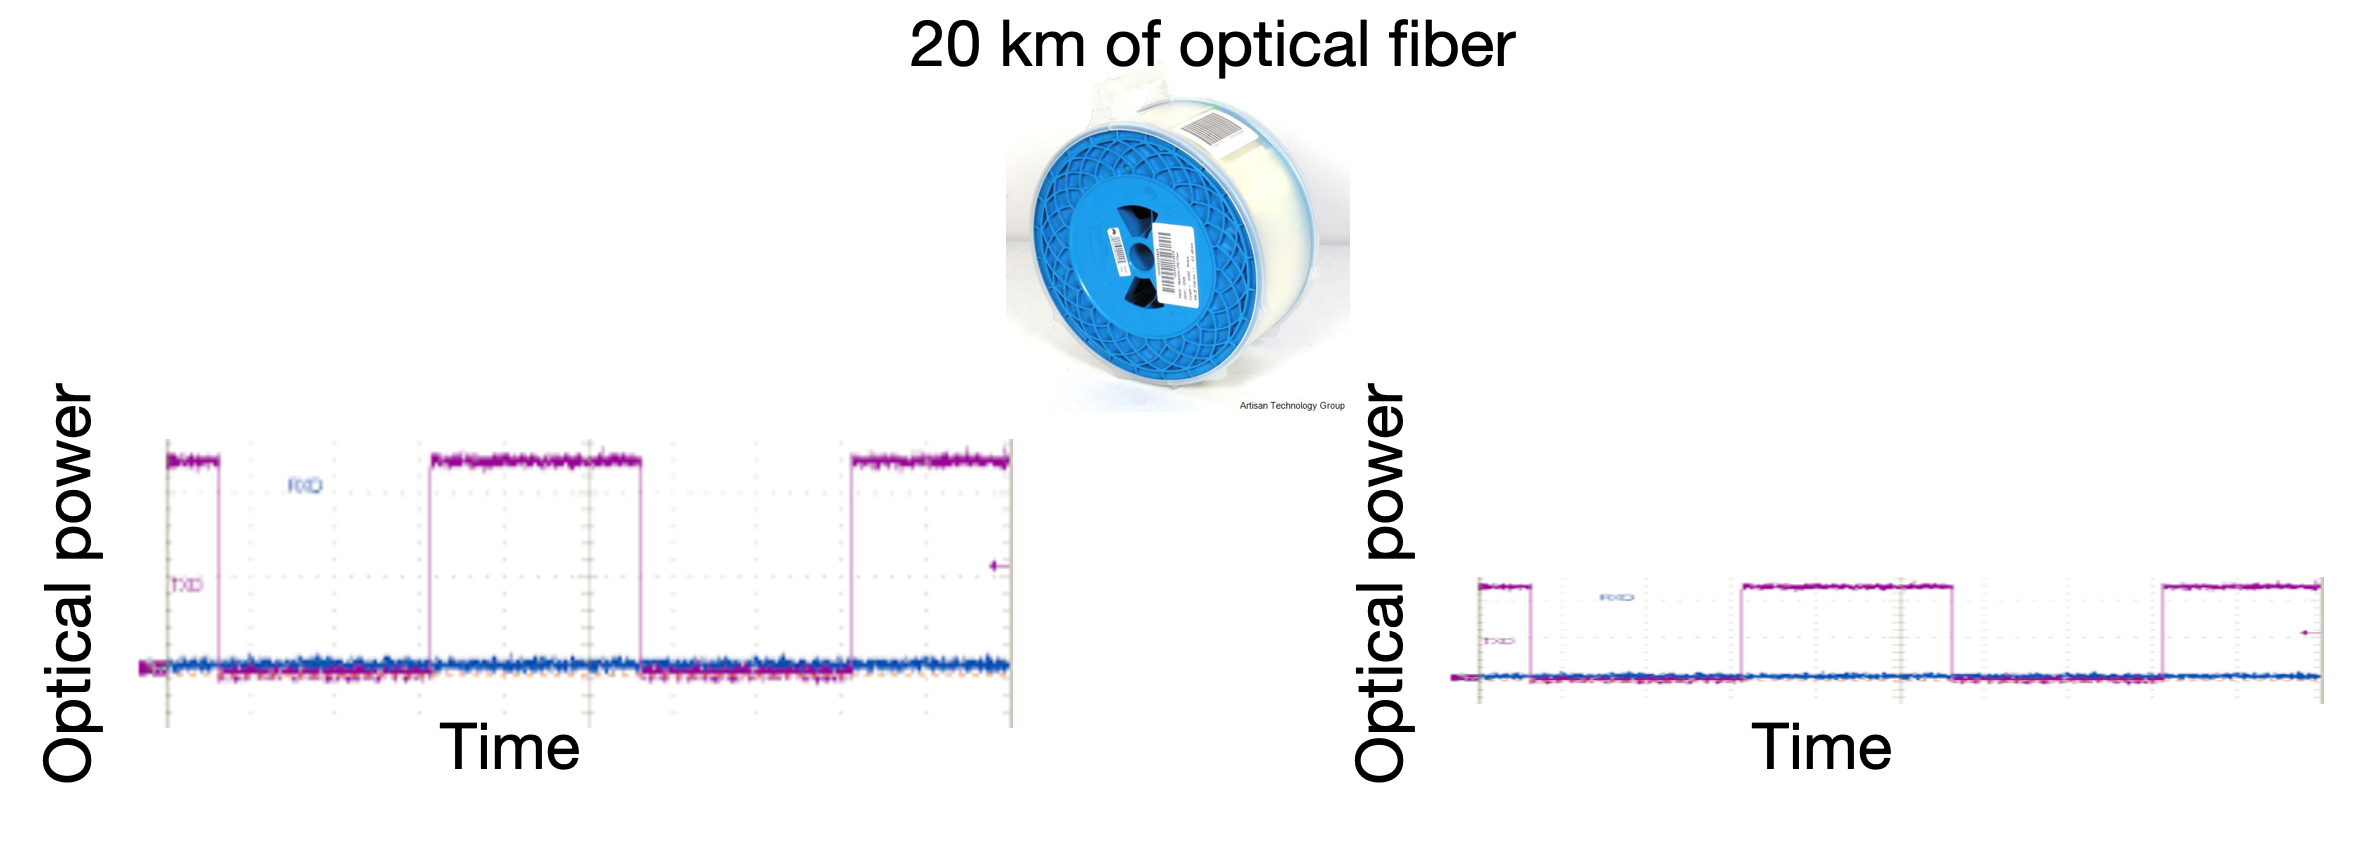 20 km of optical fiber
Artisan Technology Group
Optical power
RXD
TXD
Time
Optical power
RXD
TXD
Time